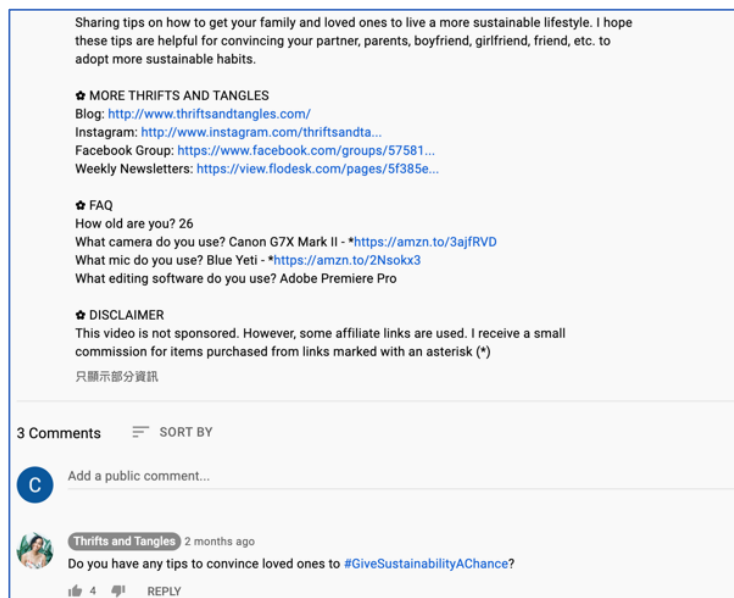 Sharing tips on how to get your family and loved ones to live a more sustainable lifestyle. I hope
these tips are helpful for convincing your partner, parents, boyfriend, girlfriend, friend, etc. to
adopt more sustainable habits.
✿ MORE THRIFTS AND TANGLES
Blog: http://www.thriftsandtangles.com/
Instagram: http://www.instagram.com/thriftsandta...
Facebook Group: https://www.facebook.com/groups/57581...
Weekly Newsletters: https://view.flodesk.com/pages/5f385e...
✿ FAQ
How old are you? 26
What camera do you use? Canon G7X Mark II - *https://amzn.to/3ajfRVD
What mic do you use? Blue Yeti - *https://amzn.to/2Nsokx3
What editing software do you use? Adobe Premiere Pro
✿ DISCLAIMER
This video is not sponsored. However, some affiliate links are used. I receive a small
commission for items purchased from links marked with an asterisk (*)
只顯示部分資訊
3 Comments SORT BY
C
Add a public comment...
Thrifts and Tangles 2 months ago
Do you have any tips to convince loved ones to #GiveSustainabilityAChance?
4 REPLY